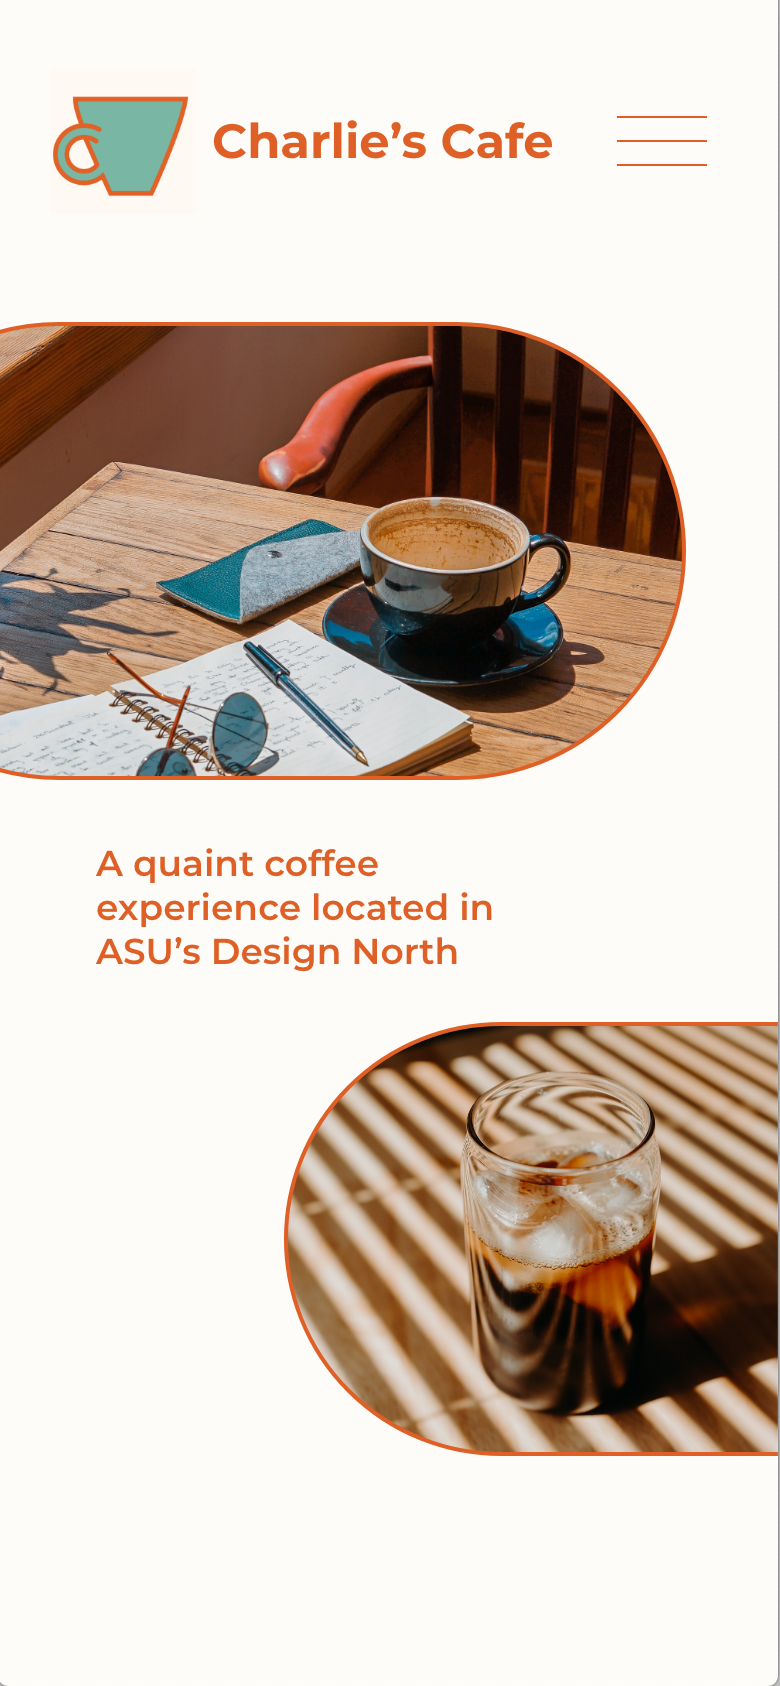 Charlie’s Cafe
A quaint coffee
experience located in
ASU’s Design North